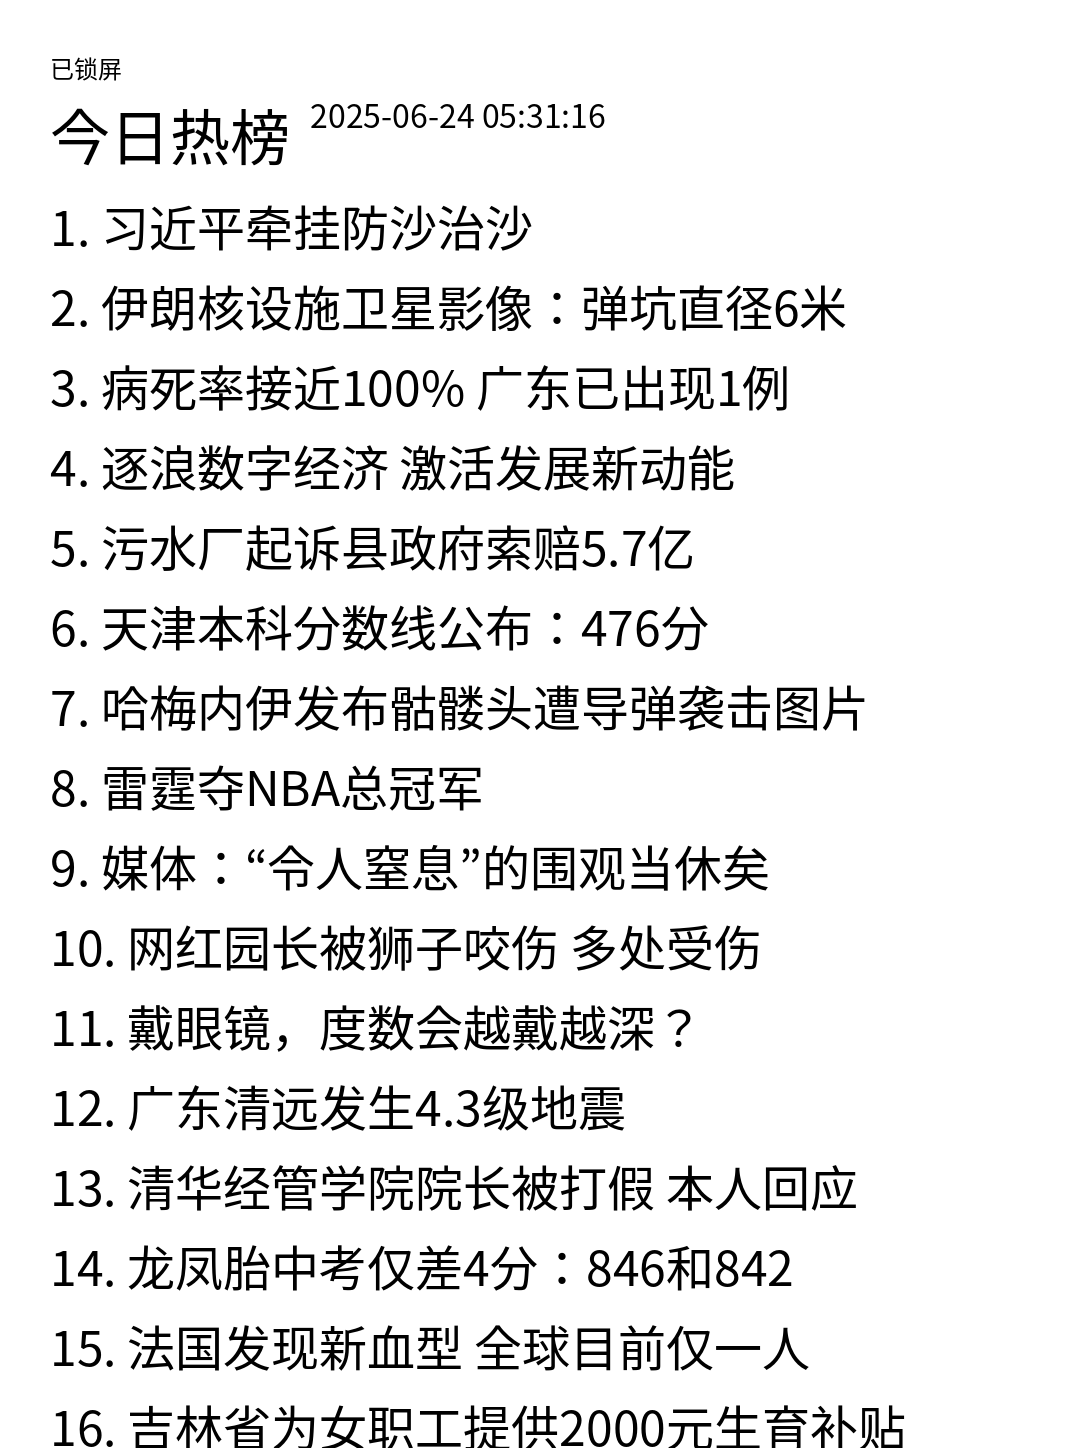 已锁屏
今日热榜 2025-06-24 05:31:16
1. 习近平牵挂防沙治沙
2. 伊朗核设施卫星影像：弹坑直径6米
3. 病死率接近100% 广东已出现1例
4. 逐浪数字经济 激活发展新动能
5. 污水厂起诉县政府索赔5.7亿
6. 天津本科分数线公布：476分
7. 哈梅内伊发布骷髅头遭导弹袭击图片
8. 雷霆夺NBA总冠军
9. 媒体：“令人窒息”的围观当休矣
10. 网红园长被狮子咬伤 多处受伤
11. 戴眼镜，度数会越戴越深？
12. 广东清远发生4.3级地震
13. 清华经管学院院长被打假 本人回应
14. 龙凤胎中考仅差4分：846和842
15. 法国发现新血型 全球目前仅一人
16. 吉林省为女职工提供2000元生育补贴